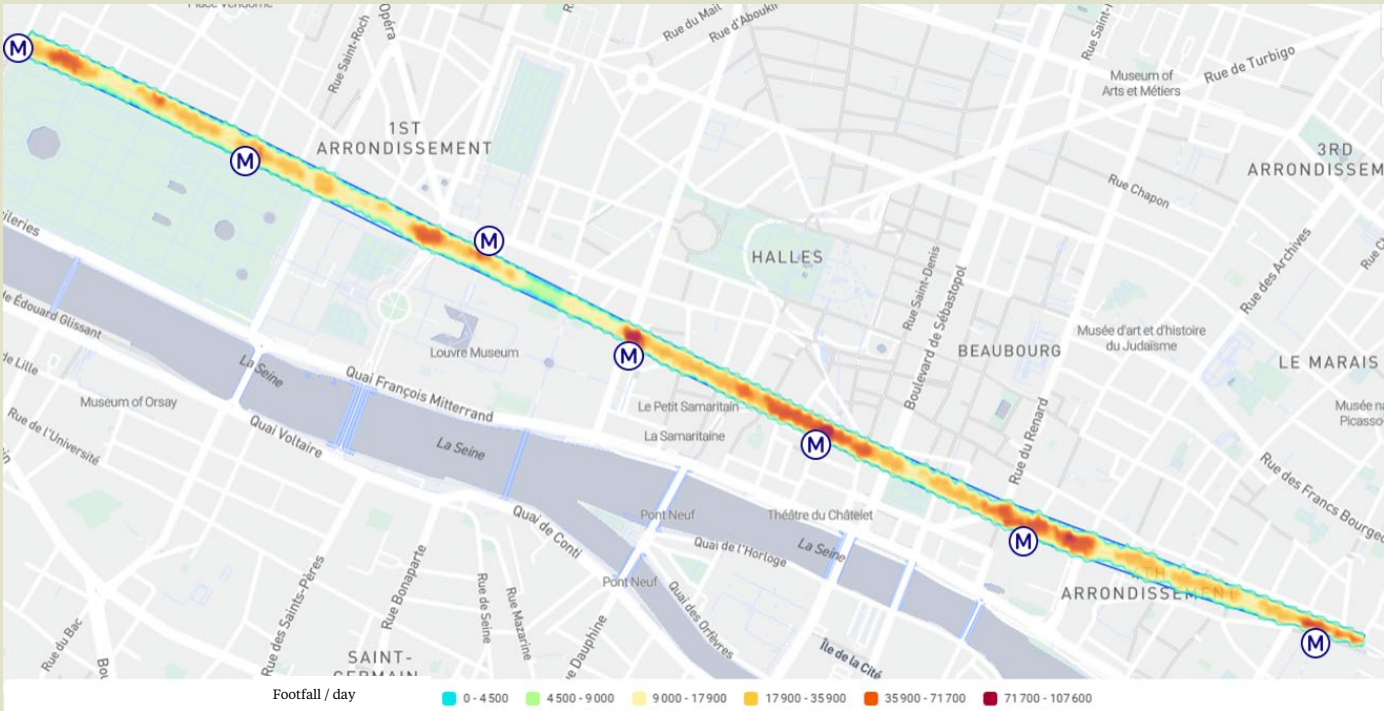 Place Vendôme
Opéra
Rue Saint-Roch
Rue du Mail
Rue d'Aboukir
Rue de Turbigo
Museum of
Arts et Métiers
1ST
ARRONDISSEMENT
3RD
ARRONDISSEM
Rue Chapon
M
M
M
M
M
M
M
HALLES
Rue Saint-Denis
Boulevard de Sébastopol
Rue des Archives
uileries
de Édouard Glissant
de Lille
La Seine
Louvre Museum
Quai François Mitterrand
BEAUBOURG
Musée d'art et d'histoire
du Judaïsme
LE MARAIS
Museum of Orsay
Le Petit Samaritain
La Samaritaine
Musée na
Picasso-
Rue de l'Université
Quai Voltaire
La Seine
Rue du Renard
Rue des Francs Bourgeo
Pont Neuf
Théâtre du Châtelet
Quai de Conti
Quai de l'Horloge
La Seine
Pont Neuf
Quai des Orfèvres
4TH
ARRONDISSEMENT
Rue du Bac
Rue des Saints-Pères
Rue Bonaparte
Rue de Seine
Rue Mazarine
e Dauphine
Île de la Cité
SAINT-
GERMAIN
Footfall / day
0 - 4 500
4 500 - 9 000
9 000 - 17 900
17 900 - 35 900
35 900 - 71 700
71 700 - 107 600